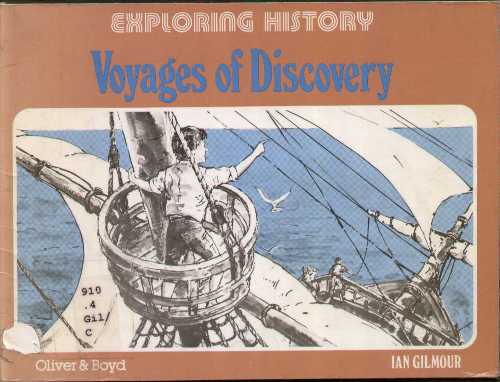 EXPLORING HISTORY
Voyages of Discovery
910
.4
Gil/
C
Oliver & Boyd
IAN GILMOUR